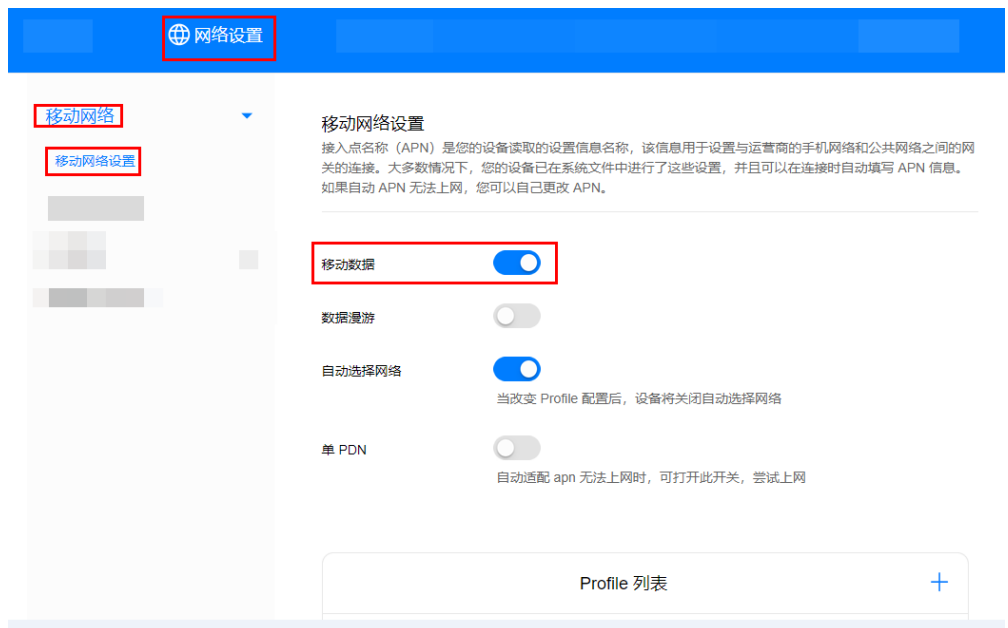 网络设置
移动网络
移动网络设置
移动网络设置
接入点名称（APN）是您的设备读取的设置信息名称，该信息用于设置与运营商的手机网络和公共网络之间的网
关的连接。大多数情况下，您的设备已在系统文件中进行了这些设置，并且可以在连接时自动填写 APN 信息。
如果自动 APN 无法上网，您可以自己更改 APN。
移动数据
数据漫游
自动选择网络
当改变 Profile 配置后，设备将关闭自动选择网络
单 PDN
自动适配 apn 无法上网时，可打开此开关，尝试上网
Profile 列表